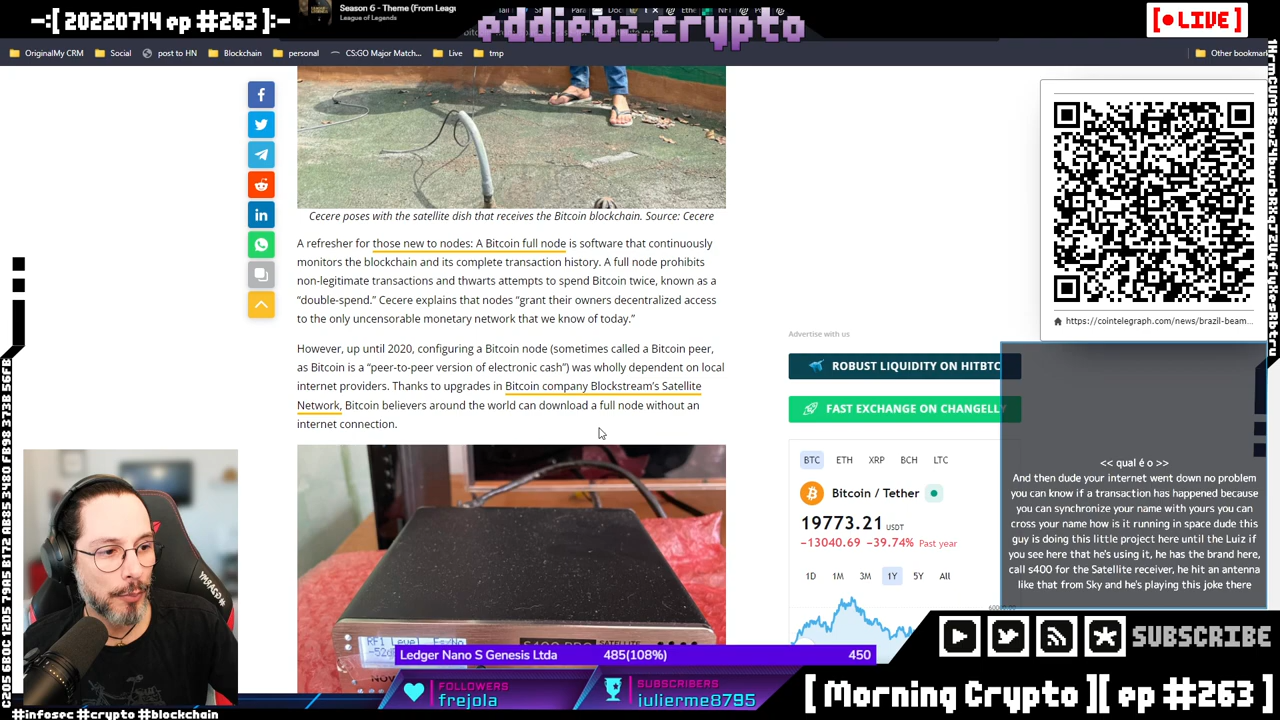 -:[ 20220714 ep #263]:-
Season 6 - Theme (From Leag
League of Legends
eddieoz.crypto
[● LIVE]
OriginalMy CRM
Social
post to HN
Blockchain
personal
CS:GO Major Match...
Live
tmp
Other bookmar
Cecere poses with the satellite dish that receives the Bitcoin blockchain. Source: Cecere
A refresher for those new to nodes: A Bitcoin full node is software that continuously
monitors the blockchain and its complete transaction history. A full node prohibits
non-legitimate transactions and thwarts attempts to spend Bitcoin twice, known as a
“double-spend.” Cecere explains that nodes “grant their owners decentralized access
to the only uncensorable monetary network that we know of today.”
However, up until 2020, configuring a Bitcoin node (sometimes called a Bitcoin peer,
as Bitcoin is a “peer-to-peer version of electronic cash”) was wholly dependent on local
internet providers. Thanks to upgrades in Bitcoin company Blockstream’s Satellite
Network, Bitcoin believers around the world can download a full node without an
internet connection.
https://cointelegraph.com/news/brazil-beam...
Advertise with us
ROBUST LIQUIDITY ON HITBTC
FAST EXCHANGE ON CHANGELLY
BTC ETH XRP BCH LTC
Bitcoin / Tether
19773.21 USDT
−13040.69 −39.74% Past year
1D 1M 3M 1Y 5Y All
<< qual é o >>
And then dude your internet went down no problem
you can know if a transaction has happened because
you can synchronize your name with yours you can
cross your name how is it running in space dude this
guy is doing this little project here until the Luiz if
you see here that he's using it, he has the brand here,
call s400 for the Satellite receiver, he hit an antenna
like that from Sky and he's playing this joke there
SATELLITE
Ledger Nano S Genesis Ltda 485(108%) 450
FOLLOWERS
frejola
SUBSCRIBERS
iulierme8795
SUBSCRIBE
[ Morning Crypto ][ ep #263 ]
#infosec #crypto #blockchain